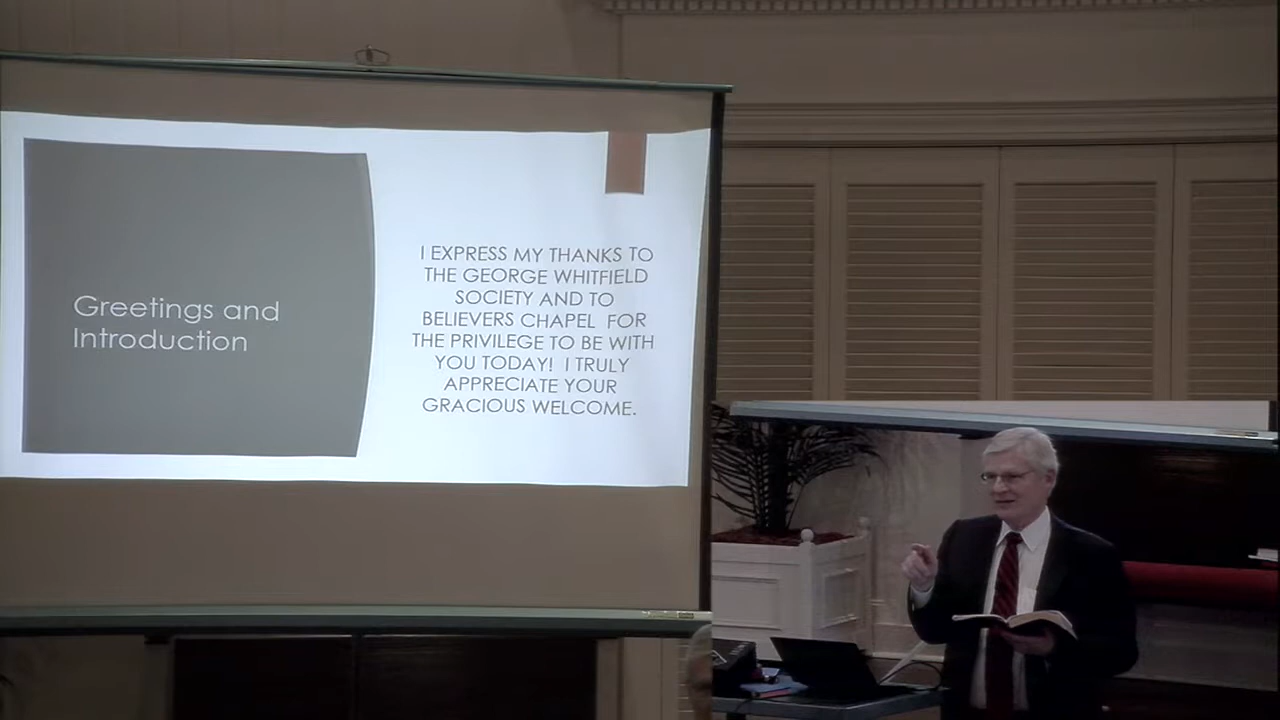 Greetings and
Introduction
I EXPRESS MY THANKS TO
THE GEORGE WHITFIELD
SOCIETY AND TO
BELIEVERS CHAPEL FOR
THE PRIVILEGE TO BE WITH
YOU TODAY! I TRULY
APPRECIATE YOUR
GRACIOUS WELCOME.